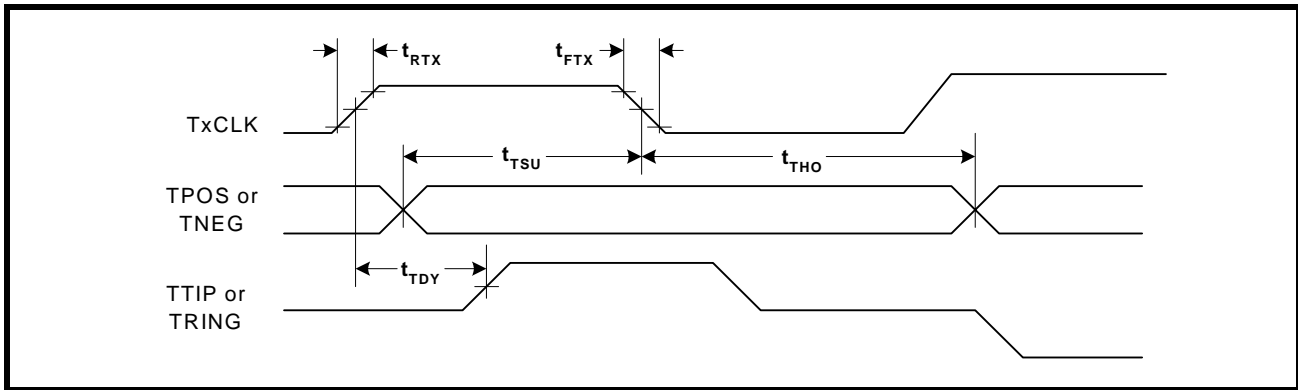 tRTX
tFTX
TxCLK
tTSU
tTHO
TPOS or
TNEG
tTDY
TTIP or
TRING